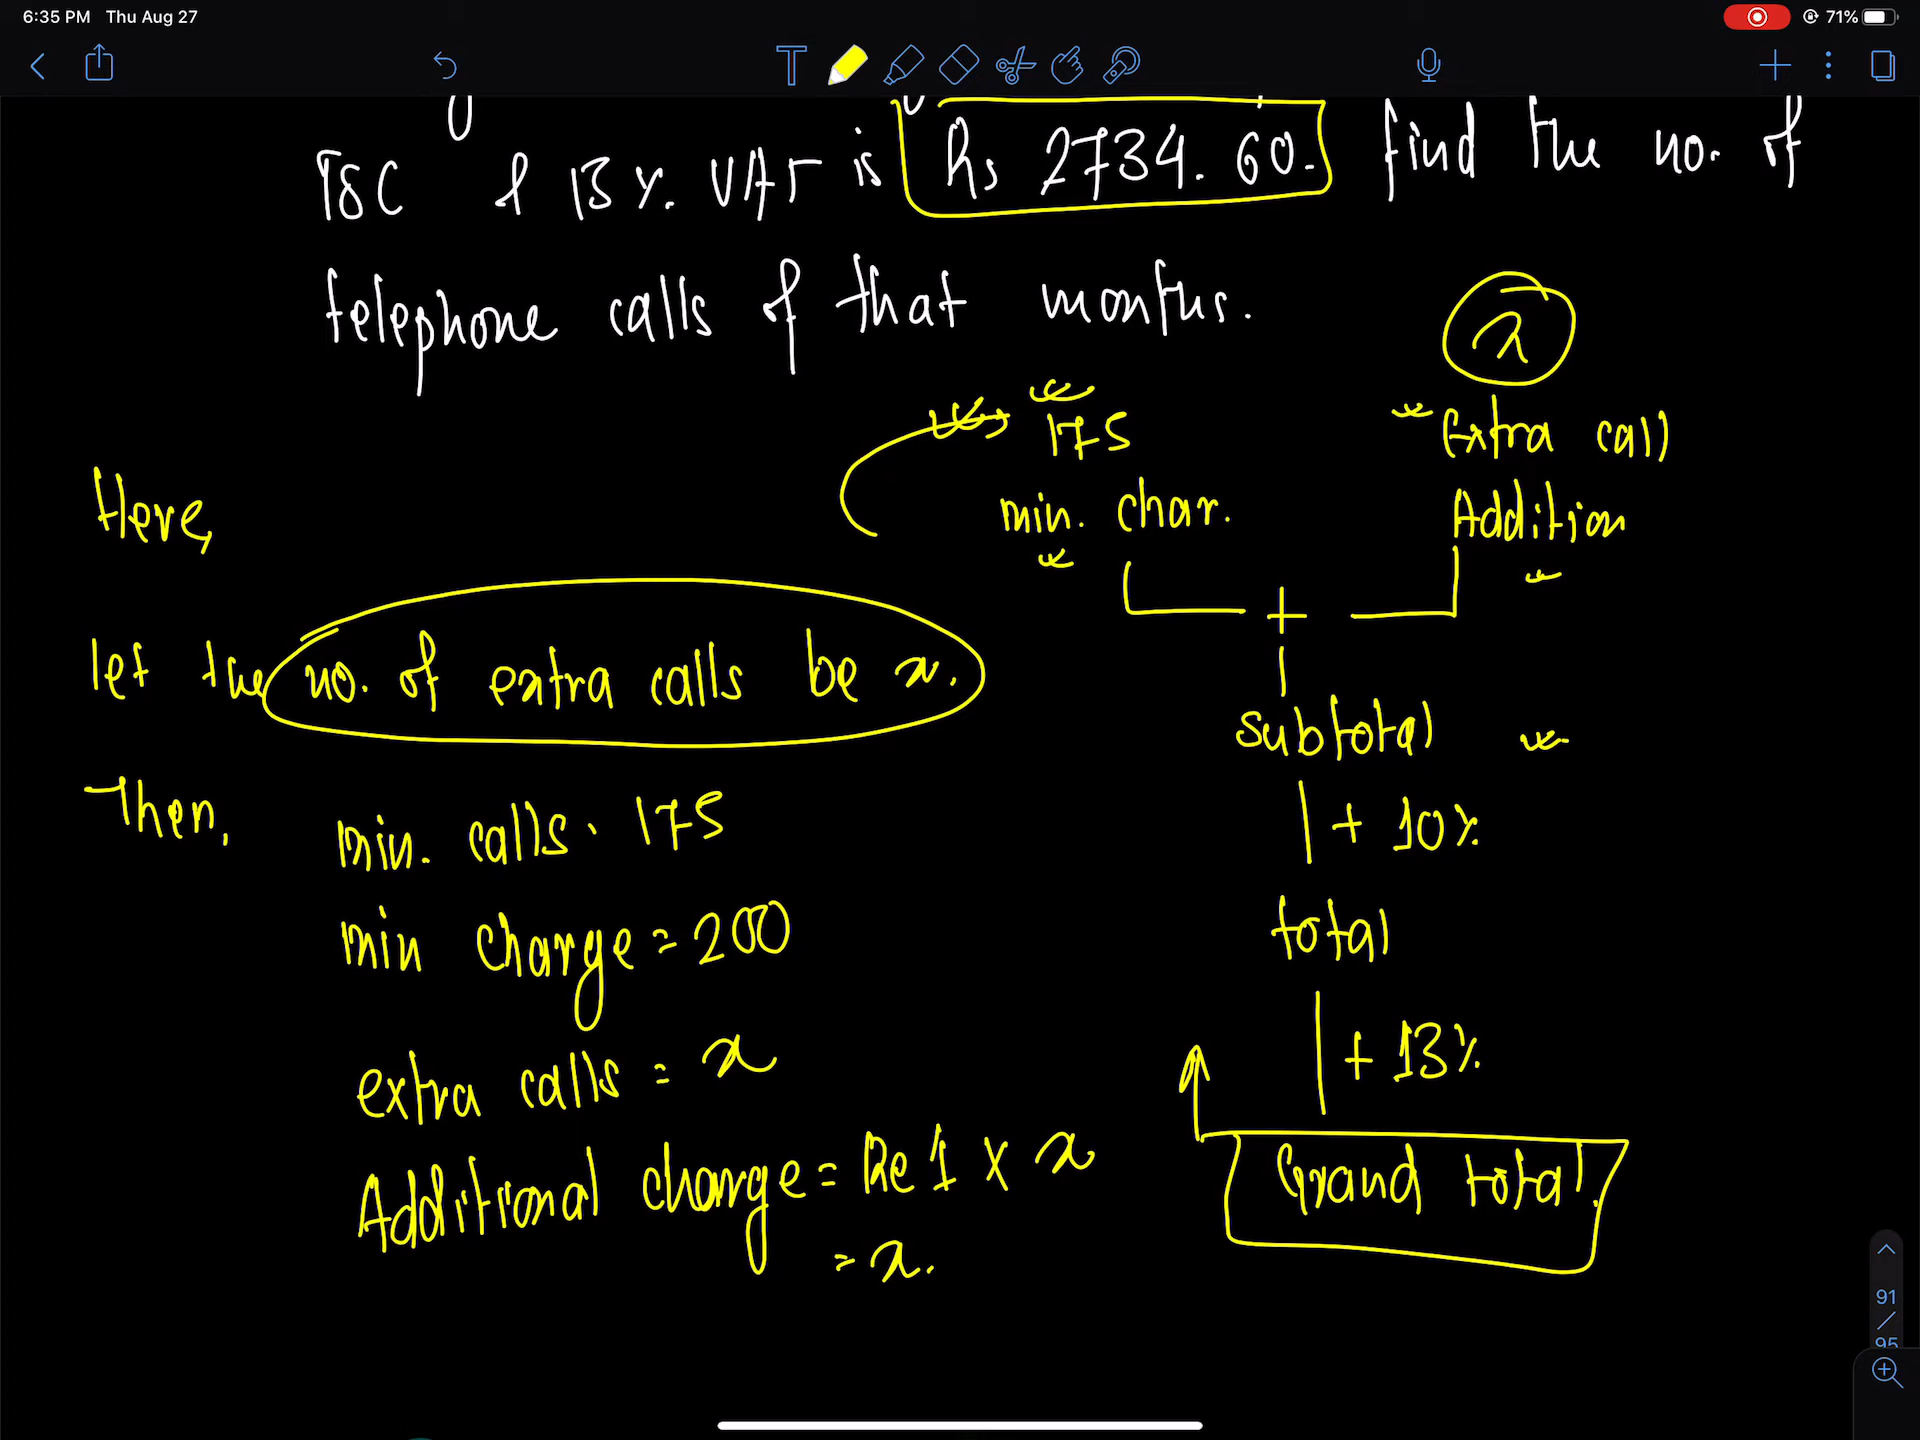 6:35 PM Thu Aug 27
71%
TSC & 13%. VAT is Rs 2734.60. find the no. of
telephone calls of that months.
x
175
Extra call
min. char.
Addition
+
Here,
let the no. of extra calls be x.
subtotal
Then,
min. calls. 175
+ 10%
min charge = 200
total
extra calls = x
+ 13%
Additional charge = Re 1 × x
Grand total.
= x.
91
/
95